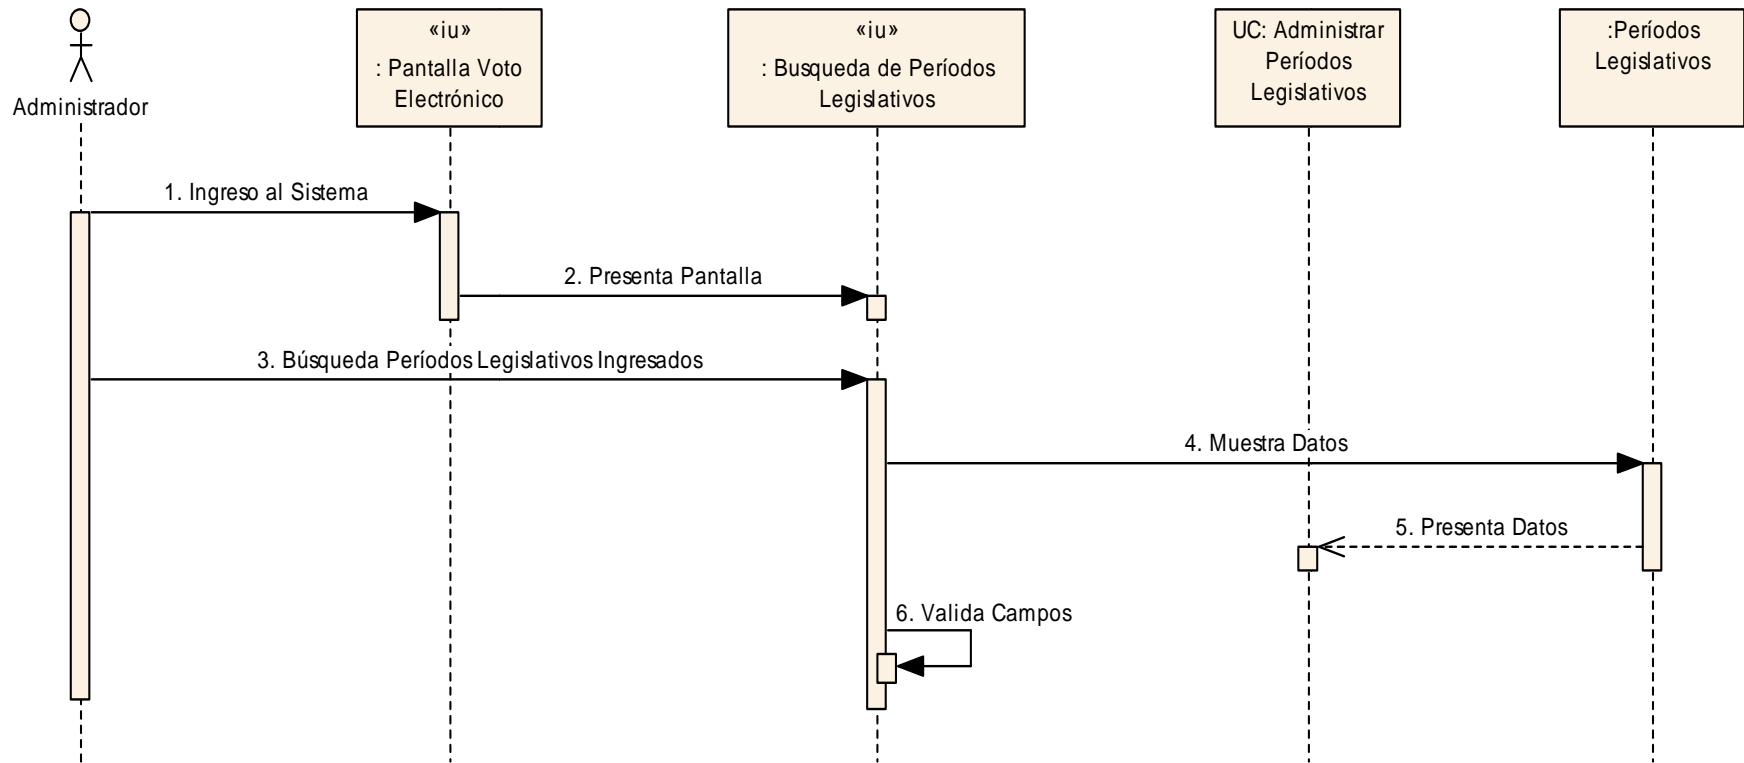 Administrador
«iu»
: Pantalla Voto
Electrónico
«iu»
: Busqueda de Períodos
Legislativos
UC: Administrar
Períodos
Legislativos
:Períodos
Legislativos
1. Ingreso al Sistema
2. Presenta Pantalla
3. Búsqueda Períodos Legislativos Ingresados
4. Muestra Datos
5. Presenta Datos
6. Valida Campos